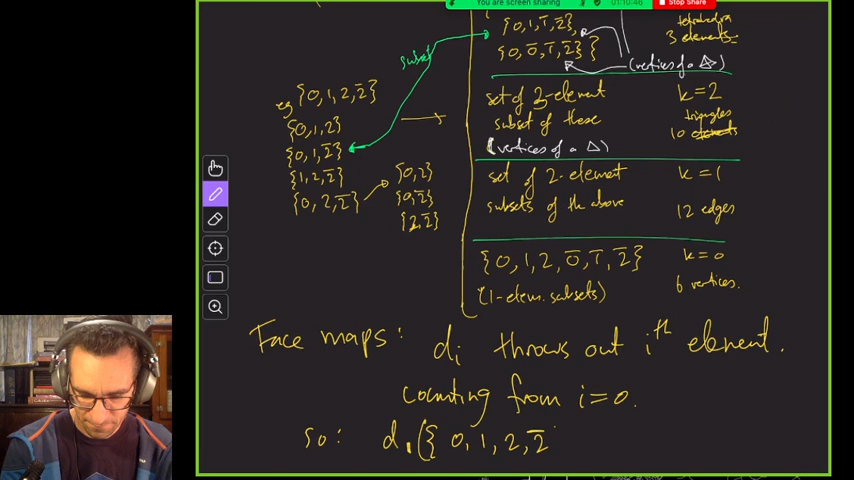 You are screen sharing
01:10:46
Stop Share
{0,1,1̅,2̅},
{0,0̅,1̅,2̅}}
tetrahedra
3 elements
(vertices of a
subset
eg {0,1,2,2̅}
{0,1,2}
{0,1,2̅}
{1,2,2̅}
{0,2,2̅}
{0,2}
{0,2̅}
{2,2̅}
set of 3-element
subset of these
(vertices of a Δ)
k=2
triangles
10
set of 2-element
subsets of the above
k=1
12 edges
{0,1,2,0̅,1̅,2̅}
(1-elem. subsets)
k=0
6 vertices.
Face maps: dᵢ throws out iᵗʰ element.
counting from i=0.
so: d₁({0,1,2,2̅